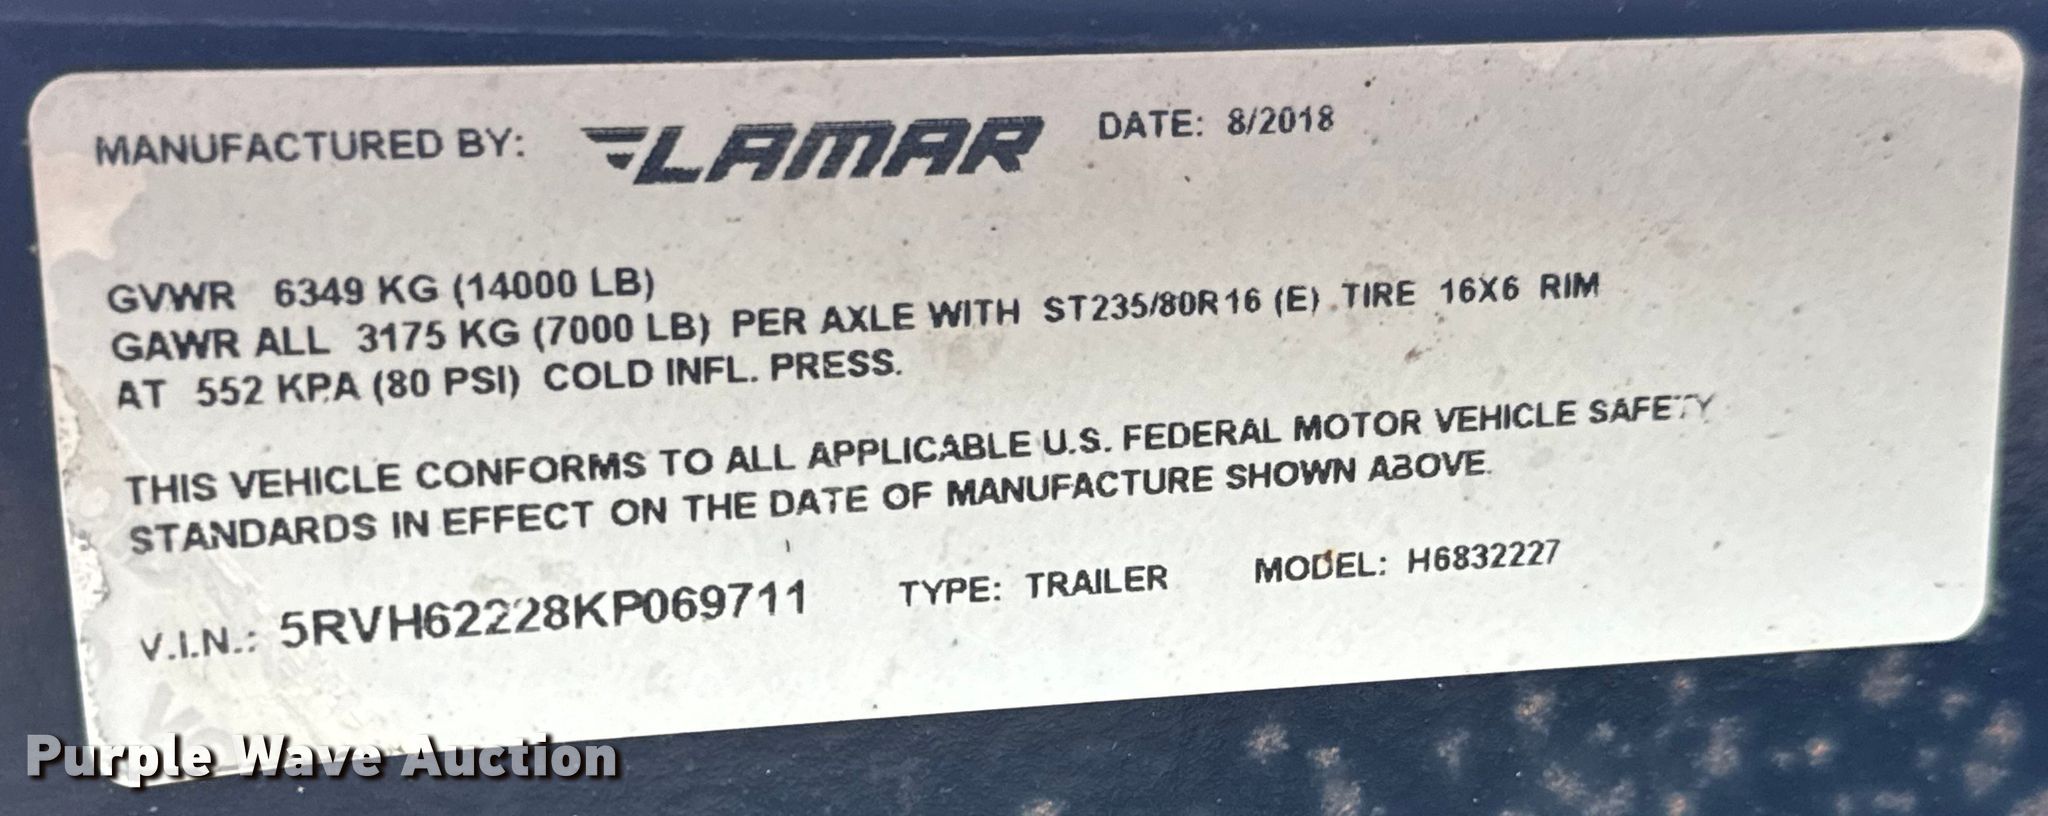 MANUFACTURED BY: LAMAR DATE: 8/2018
GVWR 6349 KG (14000 LB)
GAWR ALL 3175 KG (7000 LB) PER AXLE WITH ST235/80R16 (E) TIRE 16X6 RIM
AT 552 KPA (80 PSI) COLD INFL. PRESS.
THIS VEHICLE CONFORMS TO ALL APPLICABLE U.S. FEDERAL MOTOR VEHICLE SAFETY
STANDARDS IN EFFECT ON THE DATE OF MANUFACTURE SHOWN ABOVE.
V.I.N.: 5RVH62228KP069711 TYPE: TRAILER MODEL: H6832227
Purple Wave Auction